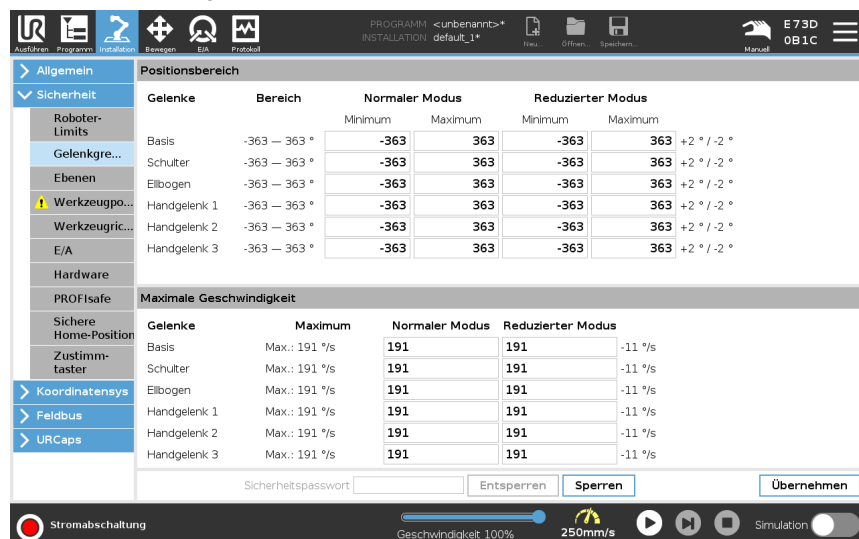 UR
Ausführen Programm Installation Bewegen E/A Protokoll
PROGRAMM <unbenannt>*
INSTALLATION default_1*
Neu... Öffnen... Speichern...
Manuell
E73D
0B1C
Allgemein
Sicherheit
Roboter-
Limits
Gelenkgre...
Ebenen
Werkzeugpo...
Werkzeugric...
E/A
Hardware
PROFIsafe
Sichere
Home-Position
Zustimm-
taster
Koordinatensys
Feldbus
URCaps
Positionsbereich
Gelenke Bereich Normaler Modus Reduzierter Modus
Minimum Maximum Minimum Maximum
Basis -363 — 363 ° -363 363 -363 363 +2 ° / -2 °
Schulter -363 — 363 ° -363 363 -363 363 +2 ° / -2 °
Ellbogen -363 — 363 ° -363 363 -363 363 +2 ° / -2 °
Handgelenk 1 -363 — 363 ° -363 363 -363 363 +2 ° / -2 °
Handgelenk 2 -363 — 363 ° -363 363 -363 363 +2 ° / -2 °
Handgelenk 3 -363 — 363 ° -363 363 -363 363 +2 ° / -2 °
Maximale Geschwindigkeit
Gelenke Maximum Normaler Modus Reduzierter Modus
Basis Max.: 191 °/s 191 191 -11 °/s
Schulter Max.: 191 °/s 191 191 -11 °/s
Ellbogen Max.: 191 °/s 191 191 -11 °/s
Handgelenk 1 Max.: 191 °/s 191 191 -11 °/s
Handgelenk 2 Max.: 191 °/s 191 191 -11 °/s
Handgelenk 3 Max.: 191 °/s 191 191 -11 °/s
Sicherheitspasswort Entsperren Sperren Übernehmen
Stromabschaltung
Geschwindigkeit 100%
250mm/s
Simulation